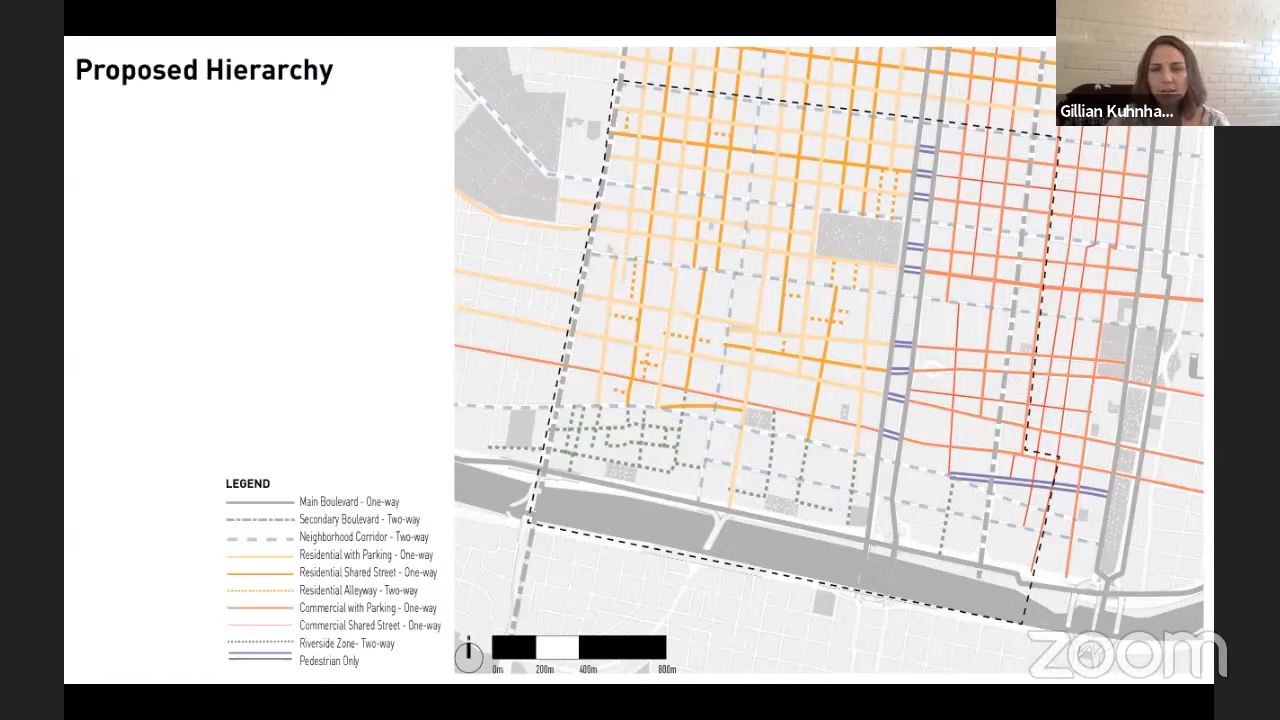 Proposed Hierarchy
Gillian Kuhnha...
LEGEND
Main Boulevard - One-way
Secondary Boulevard - Two-way
Neighborhood Corridor - Two-way
Residential with Parking - One-way
Residential Shared Street - One-way
Residential Alleyway - Two-way
Commercial with Parking - One-way
Commercial Shared Street - One-way
Riverside Zone- Two-way
Pedestrian Only
0m 200m 400m 800m
zoom